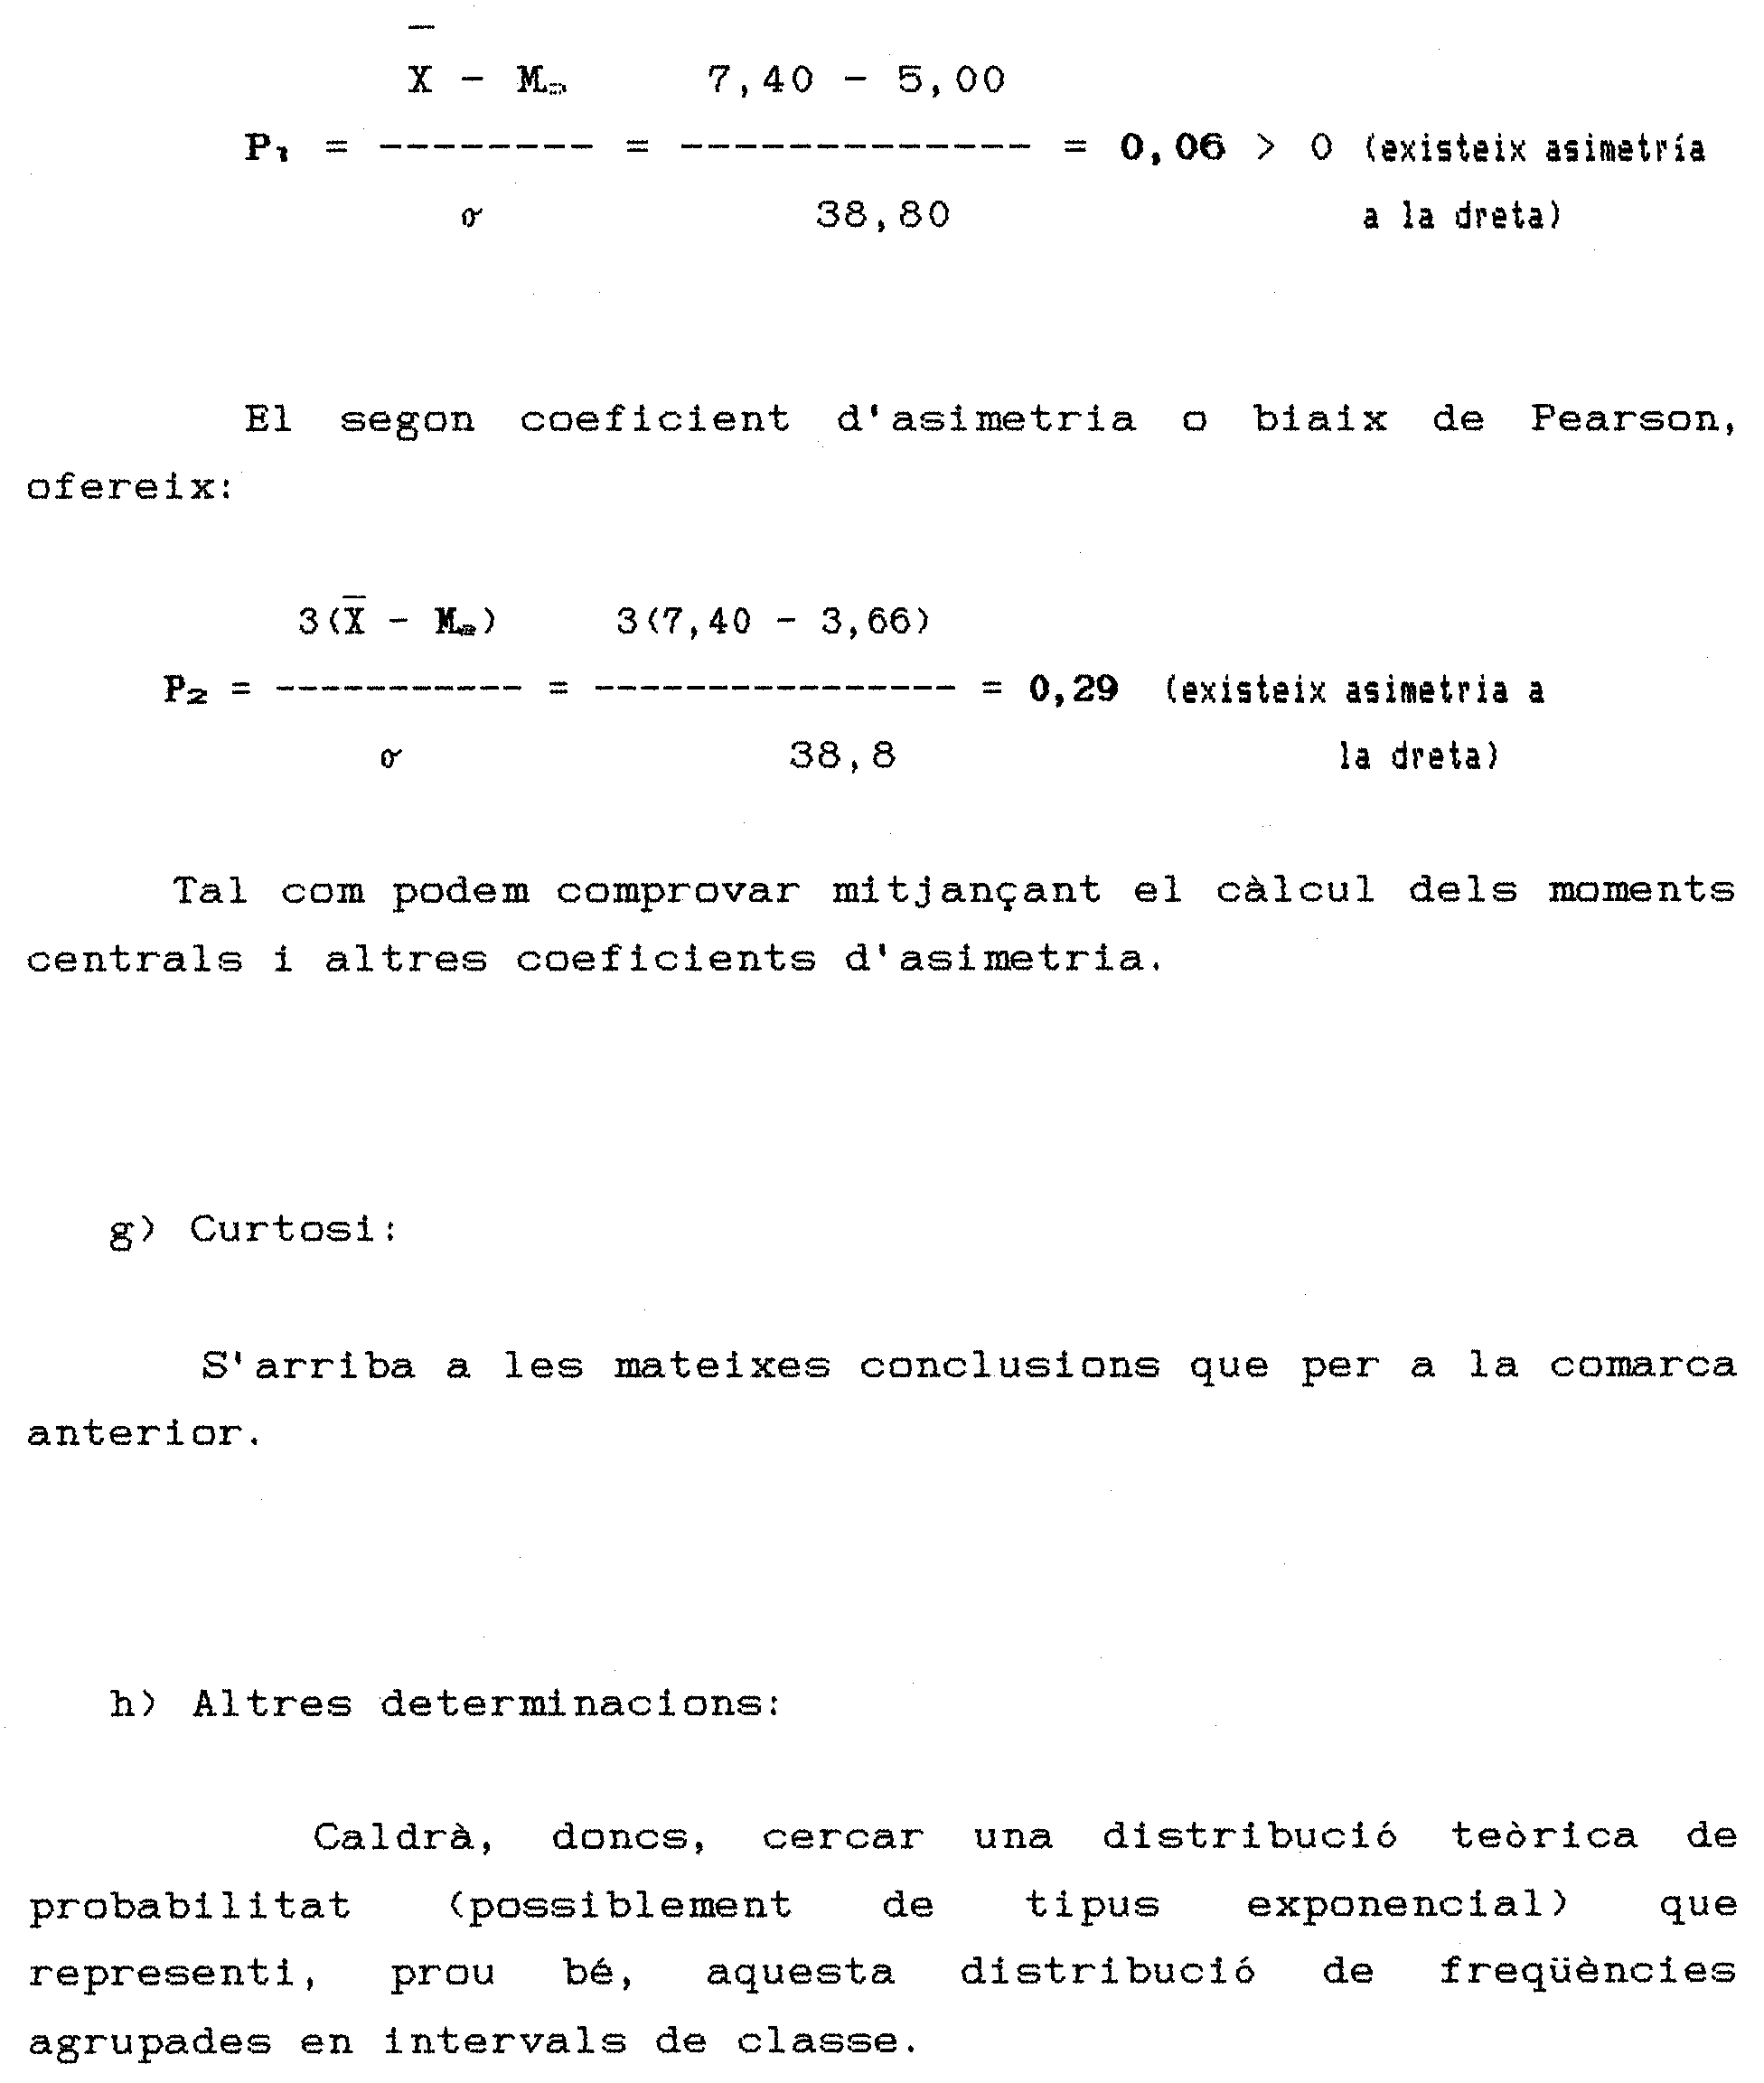 X̅ - Mₒ 7,40 - 5,00
P₁ = -------- = ------------- = 0,06 > 0 (existeix asimetría
σ 38,80 a la dreta)
El segon coeficient d'asimetria o biaix de Pearson,
ofereix:
3(X̅ - Mₑ) 3(7,40 - 3,66)
P₂ = ----------- = ---------------- = 0,29 (existeix asimetria a
σ 38,8 la dreta)
Tal com podem comprovar mitjançant el càlcul dels moments
centrals i altres coeficients d'asimetria.
g) Curtosi:
S'arriba a les mateixes conclusions que per a la comarca
anterior.
h) Altres determinacions:
Caldrà, doncs, cercar una distribució teòrica de
probabilitat (possiblement de tipus exponencial) que
representi, prou bé, aquesta distribució de freqüències
agrupades en intervals de classe.